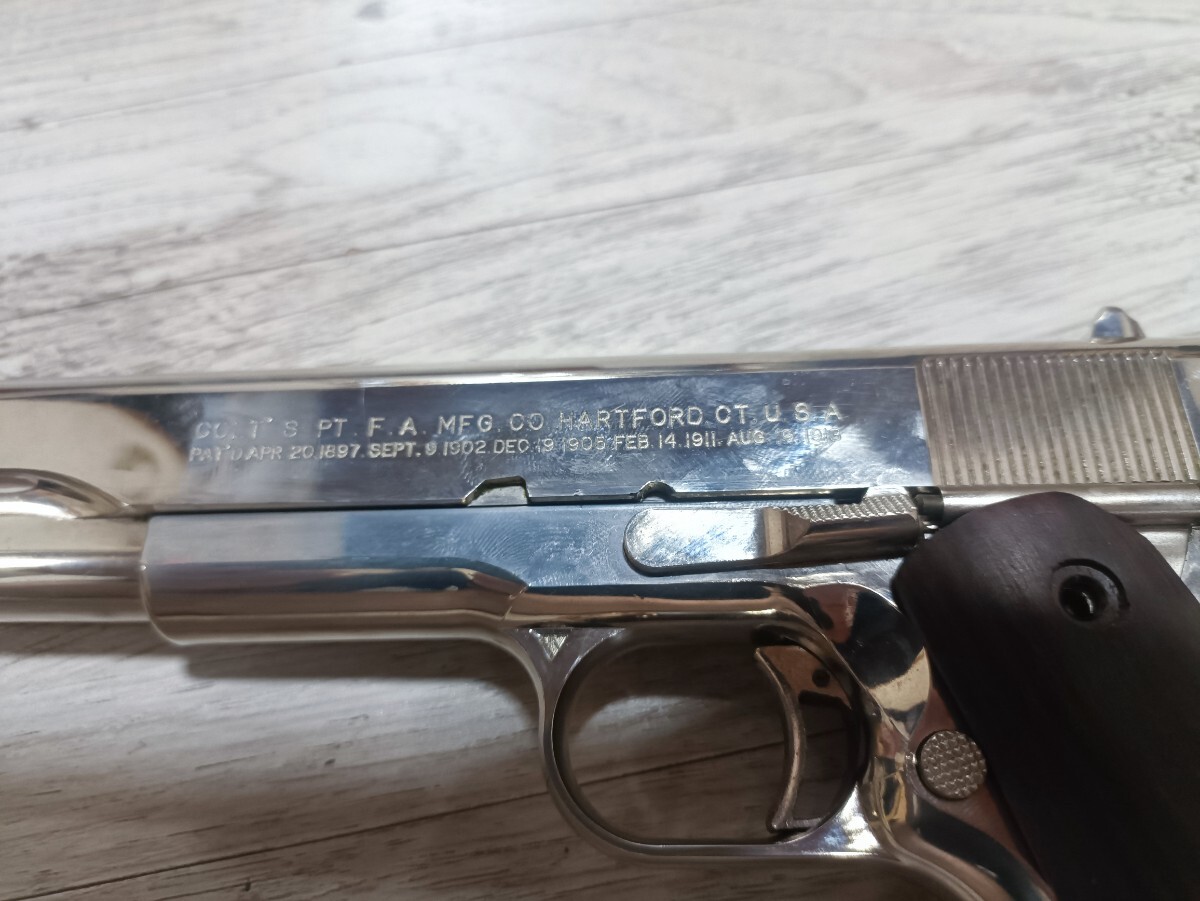 COLT'S PT. F.A. MFG. CO. HARTFORD. CT. U.S.A.
PAT'D. APR. 20.1897. SEPT. 9.1902. DEC. 19.1905. FEB. 14.1911. AUG.